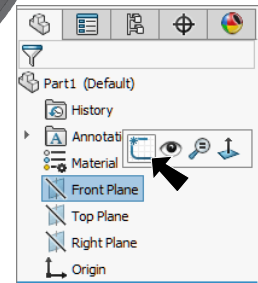 Part1 (Default)
History
Annotati
Material
Front Plane
Top Plane
Right Plane
Origin